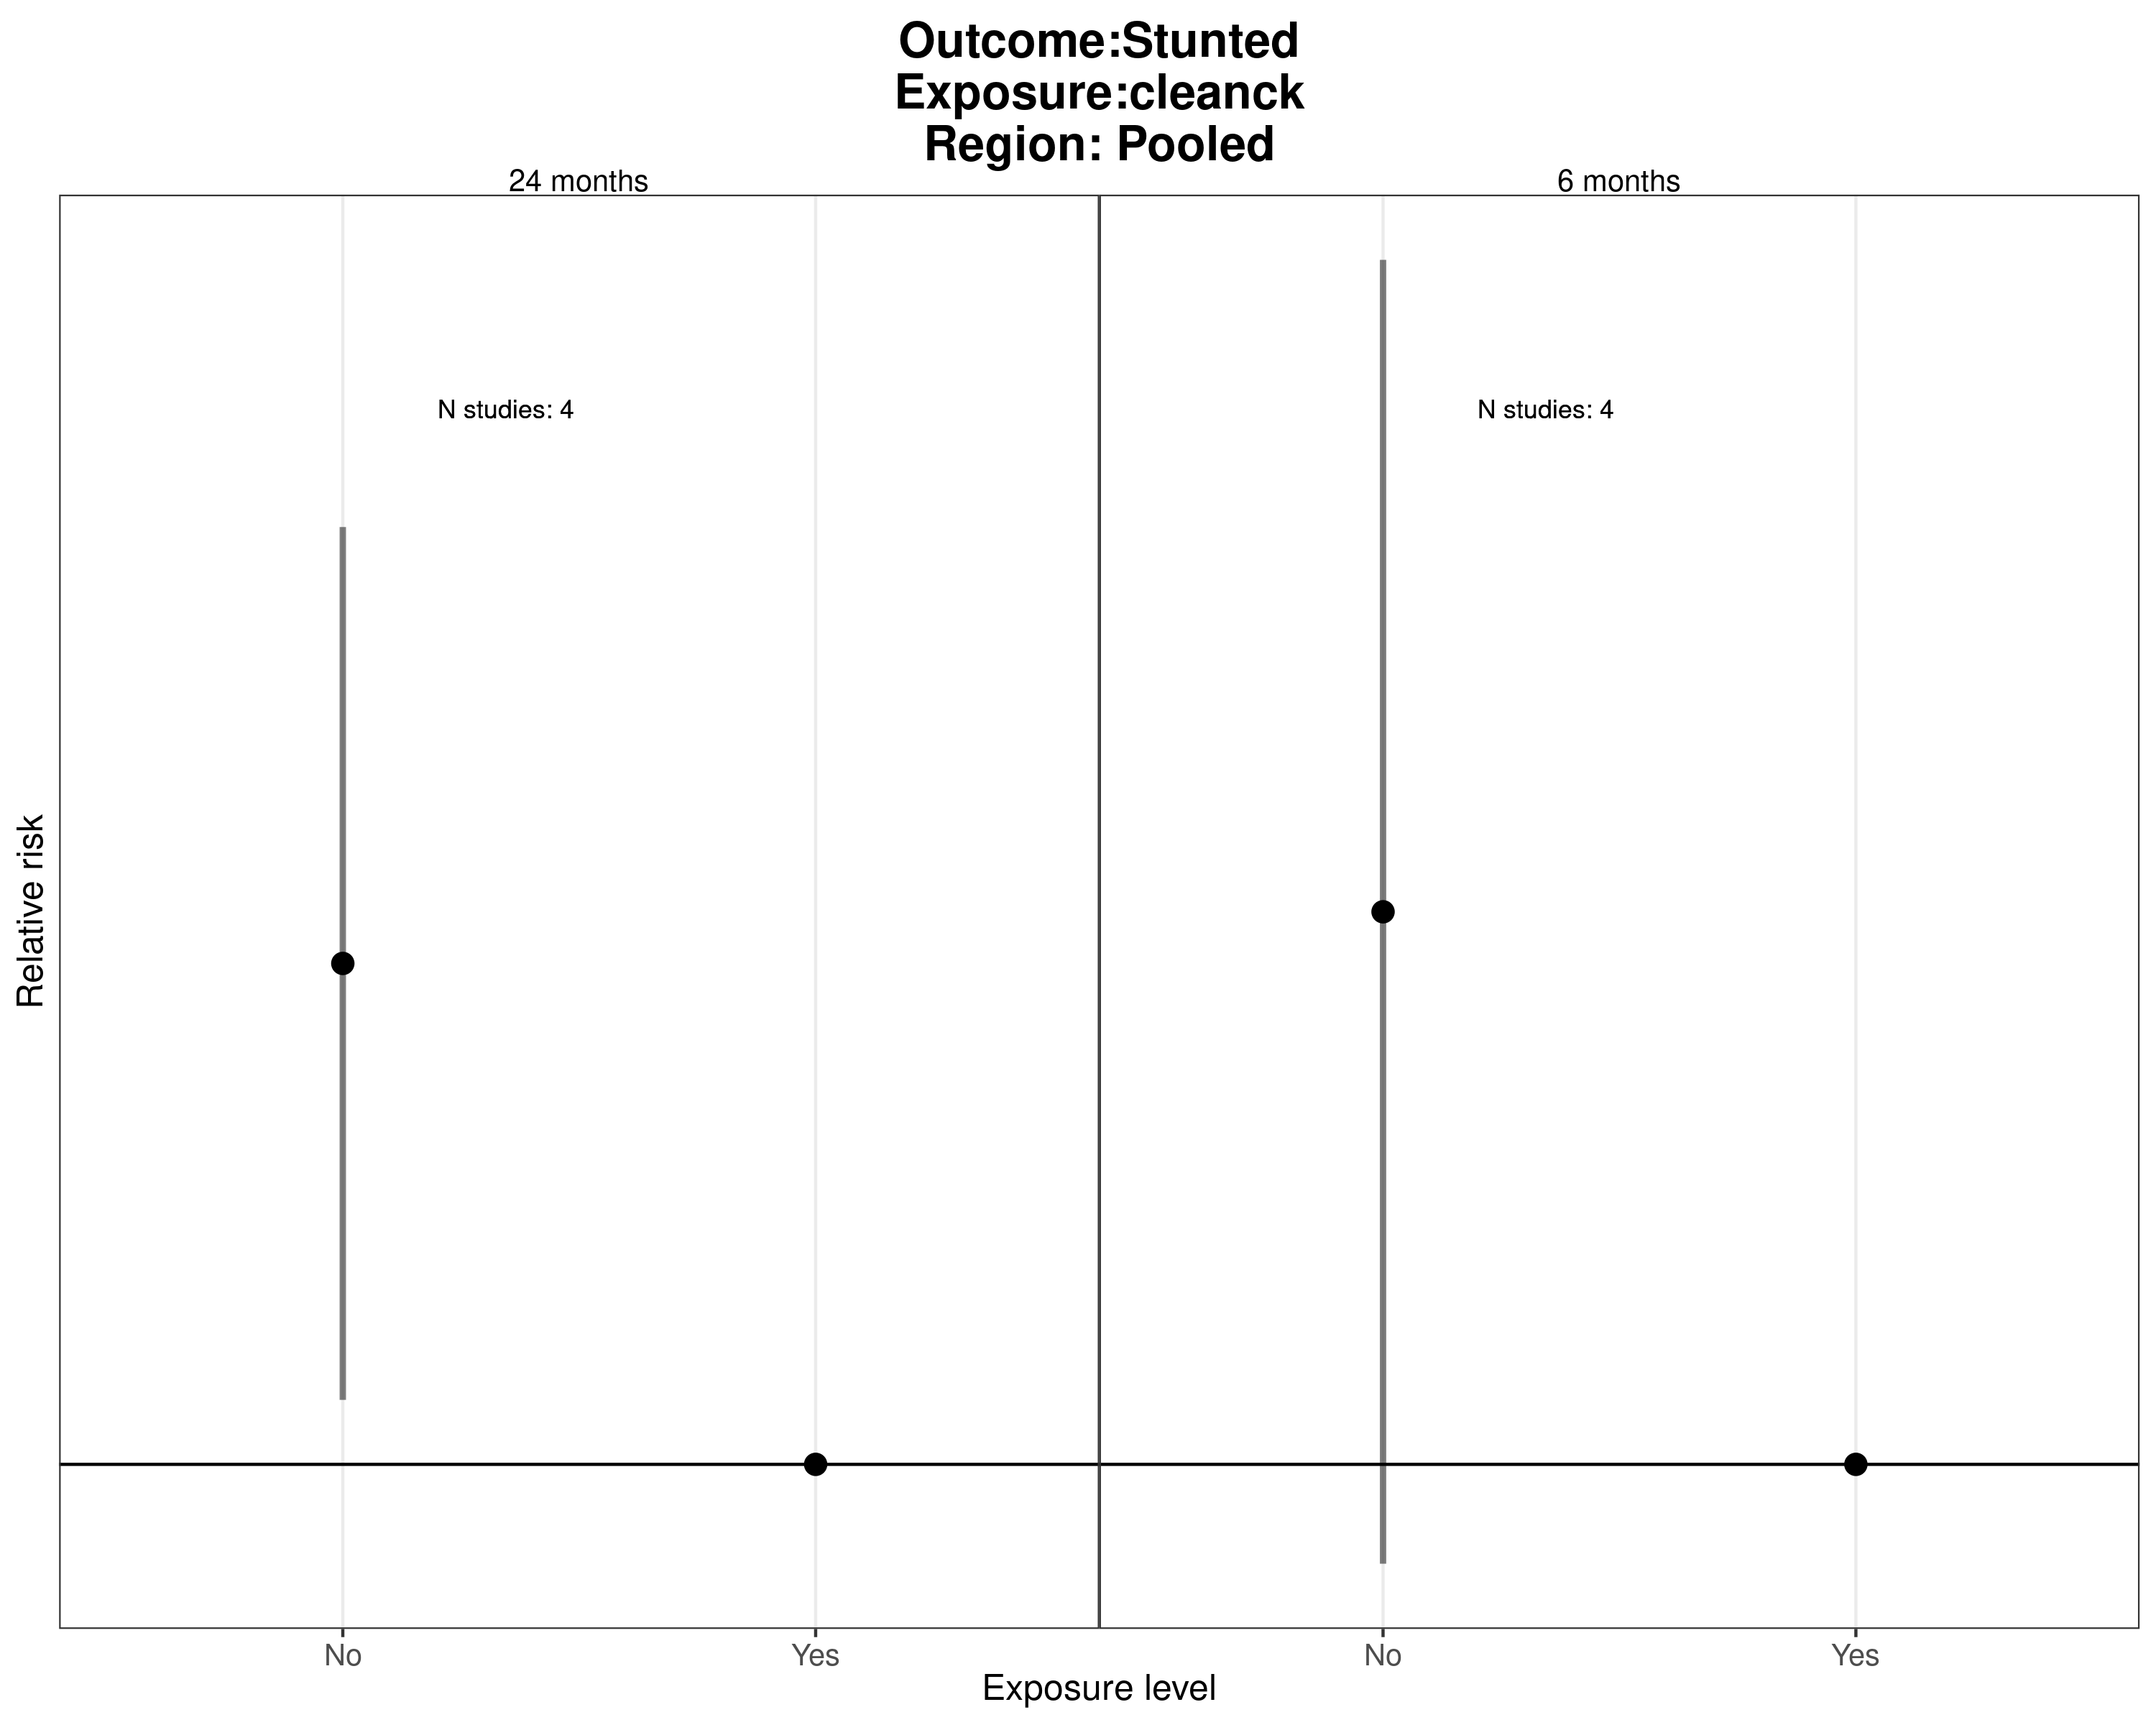 Outcome:Stunted
Exposure:cleanck
Region: Pooled
24 months
6 months
N studies: 4
N studies: 4
Relative risk
No
Yes
No
Yes
Exposure level